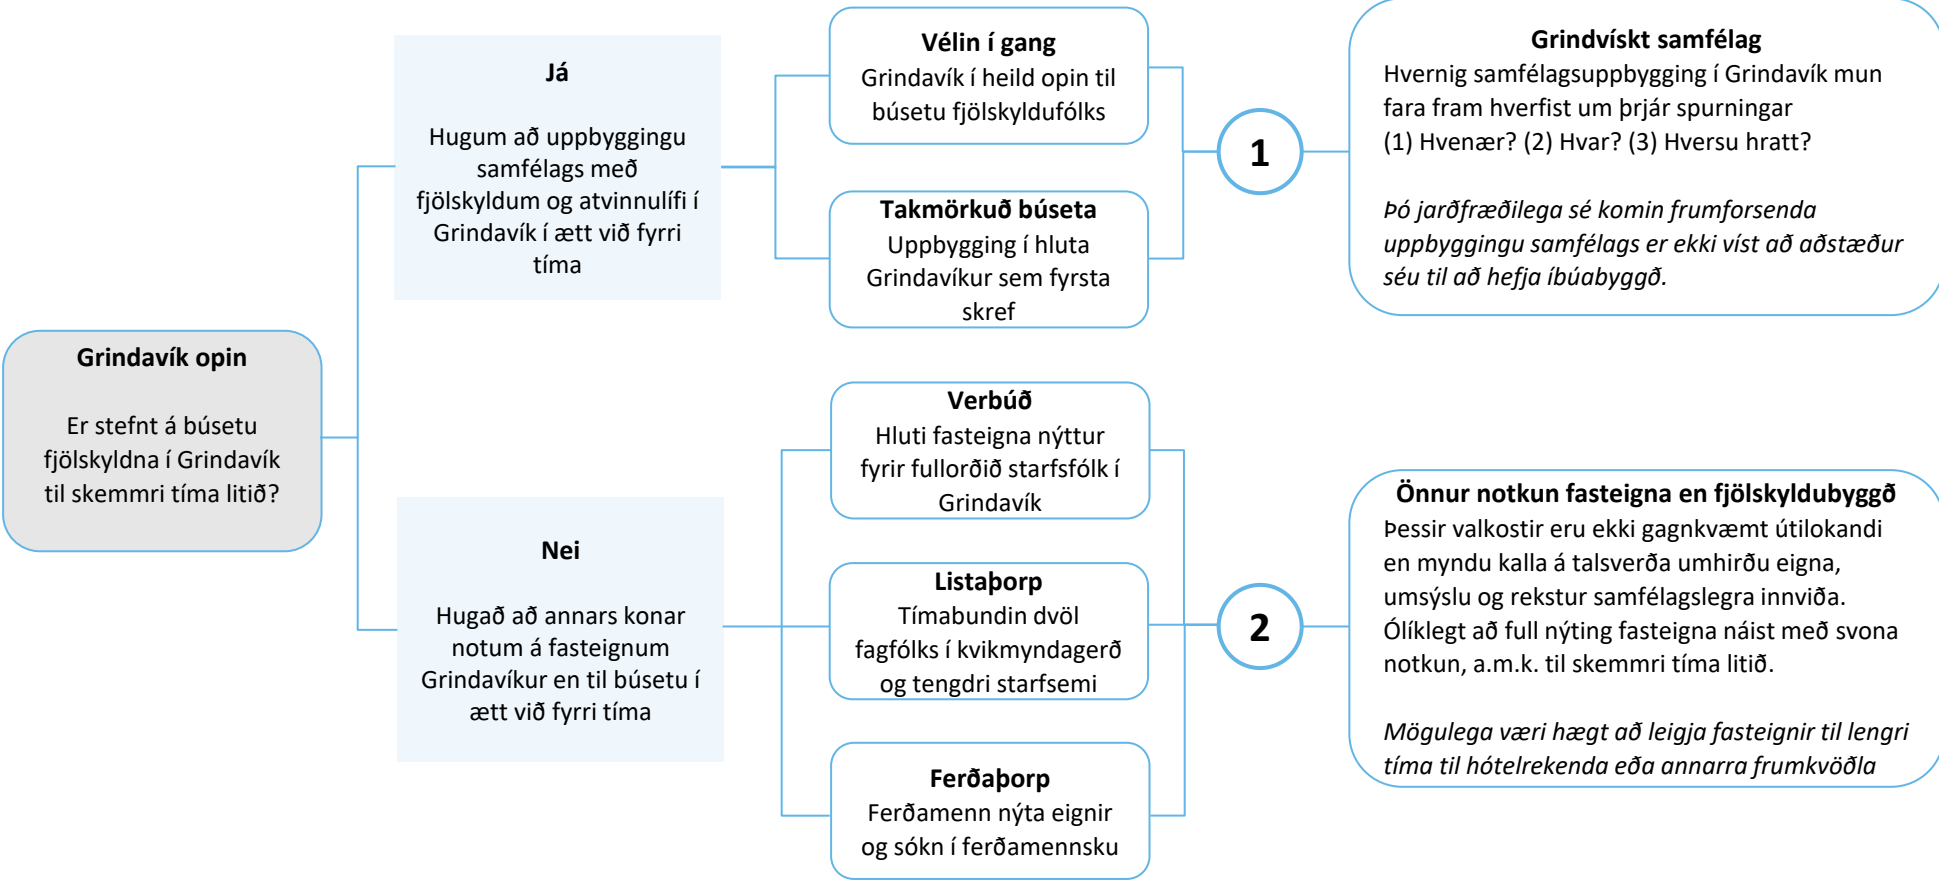 Grindavík opin
Er stefnt á búsetu
fjölskyldna í Grindavík
til skemmri tíma litið?
Já
Hugum að uppbyggingu
samfélags með
fjölskyldum og atvinnulífi í
Grindavík í ætt við fyrri
tíma
Vélin í gang
Grindavík í heild opin til
búsetu fjölskyldufólks
Takmörkuð búseta
Uppbygging í hluta
Grindavíkur sem fyrsta
skref
1
Grindvískt samfélag
Hvernig samfélagsuppbygging í Grindavík mun
fara fram hverfist um þrjár spurningar
(1) Hvenær? (2) Hvar? (3) Hversu hratt?
Þó jarðfræðilega sé komin frumforsenda
uppbyggingu samfélags er ekki víst að aðstæður
séu til að hefja íbúabyggð.
Nei
Hugað að annars konar
notum á fasteignum
Grindavíkur en til búsetu í
ætt við fyrri tíma
Verbúð
Hluti fasteigna nýttur
fyrir fullorðið starfsfólk í
Grindavík
Listaþorp
Tímabundin dvöl
fagfólks í kvikmyndagerð
og tengdri starfsemi
Ferðaþorp
Ferðamenn nýta eignir
og sókn í ferðamennsku
2
Önnur notkun fasteigna en fjölskyldubyggð
Þessir valkostir eru ekki gagnkvæmt útilokandi
en myndu kalla á talsverða umhirðu eigna,
umsýslu og rekstur samfélagslegra innviða.
Ólíklegt að full nýting fasteigna náist með svona
notkun, a.m.k. til skemmri tíma litið.
Mögulega væri hægt að leigja fasteignir til lengri
tíma til hótelrekenda eða annarra frumkvöðla